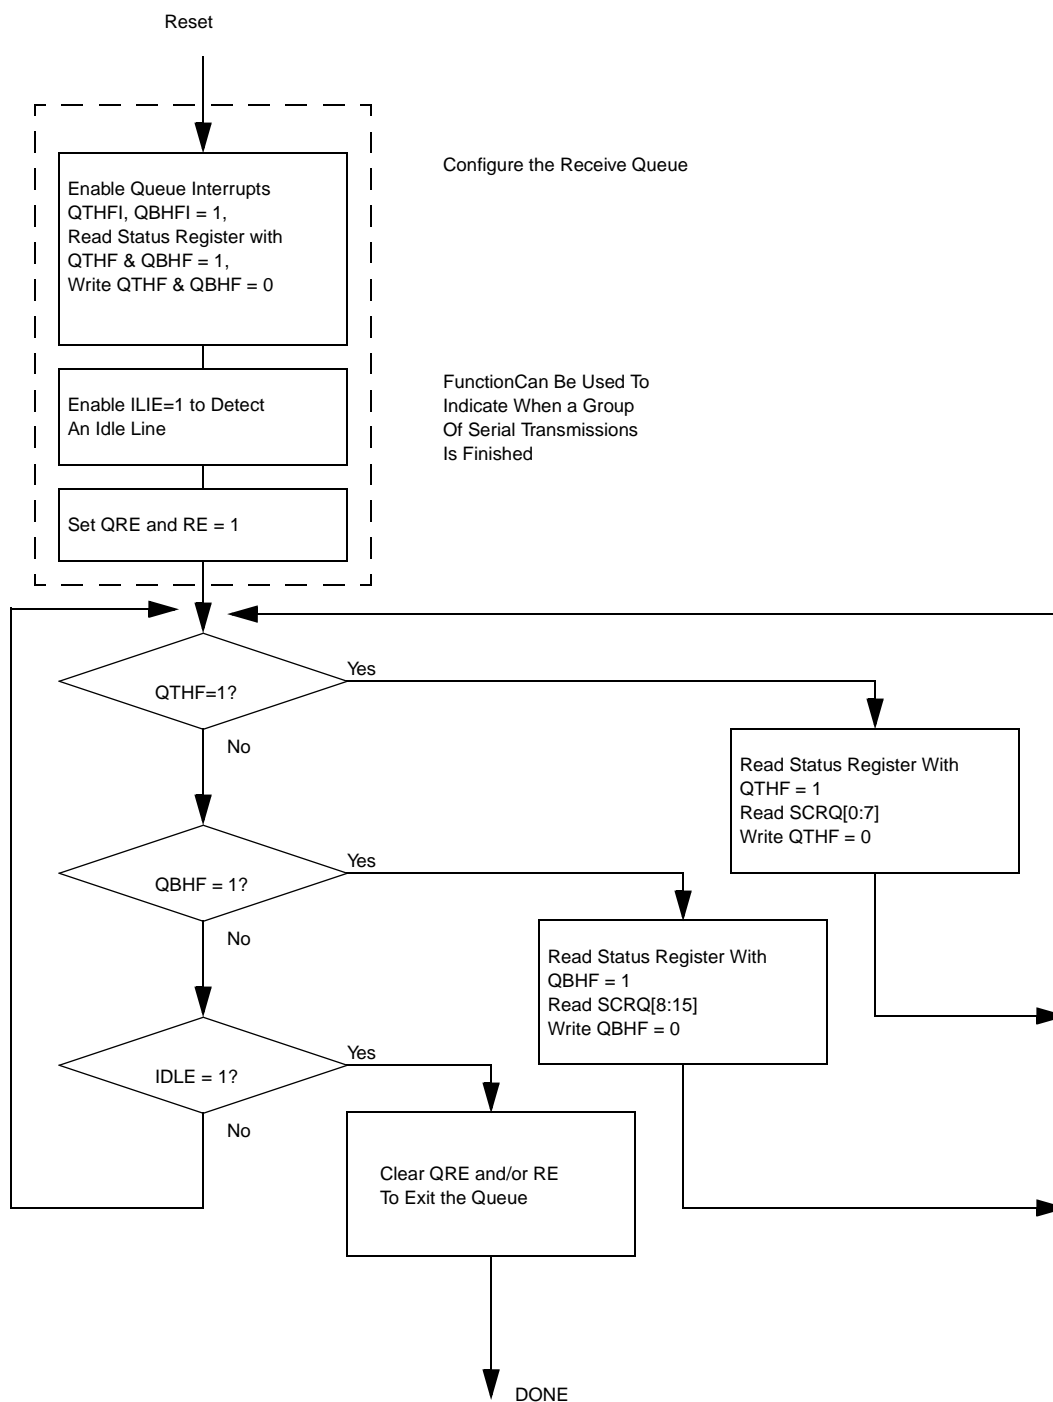 Reset
Configure the Receive Queue
Enable Queue Interrupts
QTHFI, QBHFI = 1,
Read Status Register with
QTHF & QBHF = 1,
Write QTHF & QBHF = 0
FunctionCan Be Used To
Indicate When a Group
Of Serial Transmissions
Is Finished
Enable ILIE=1 to Detect
An Idle Line
Set QRE and RE = 1
QTHF=1?
Yes
No
Read Status Register With
QTHF = 1
Read SCRQ[0:7]
Write QTHF = 0
QBHF = 1?
Yes
No
Read Status Register With
QBHF = 1
Read SCRQ[8:15]
Write QBHF = 0
IDLE = 1?
Yes
No
Clear QRE and/or RE
To Exit the Queue
DONE